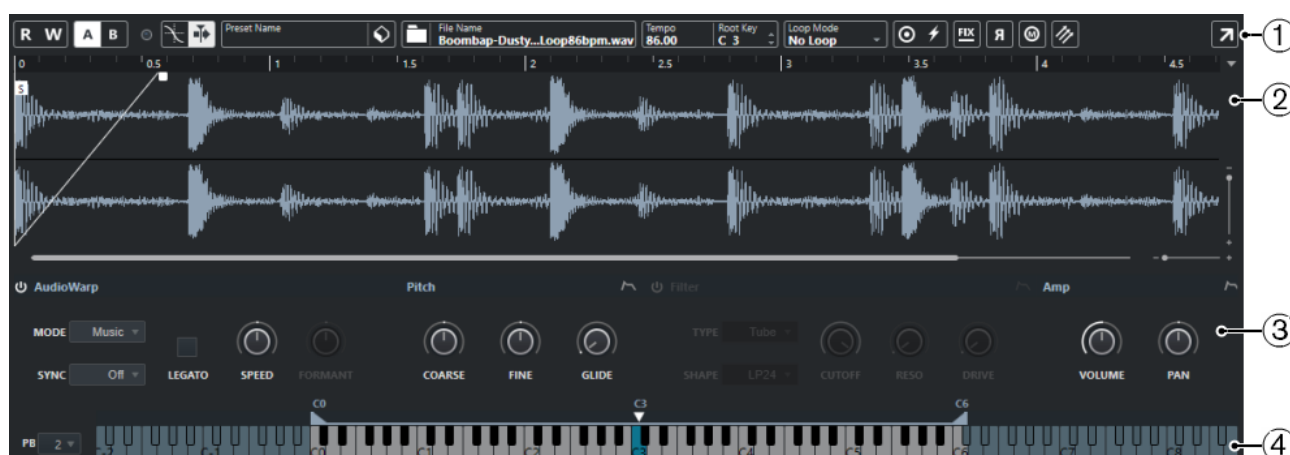 R W A B Preset Name File Name Tempo Root Key Loop Mode FIX R M 1
Boombap-Dusty...Loop86bpm.wav 86.00 C 3 No Loop
0 0.5 1 1.5 2 2.5 3 3.5 4 4.5
S 2
AudioWarp Pitch Filter Amp
MODE Music TYPE Tube 3
SYNC Off LEGATO SPEED FORMANT COARSE FINE GLIDE SHAPE LP24 CUTOFF RESO DRIVE VOLUME PAN
C0 C3 C6
PB 2 C-2 C-1 C0 C1 C2 C3 C4 C5 C6 C7 C8 4